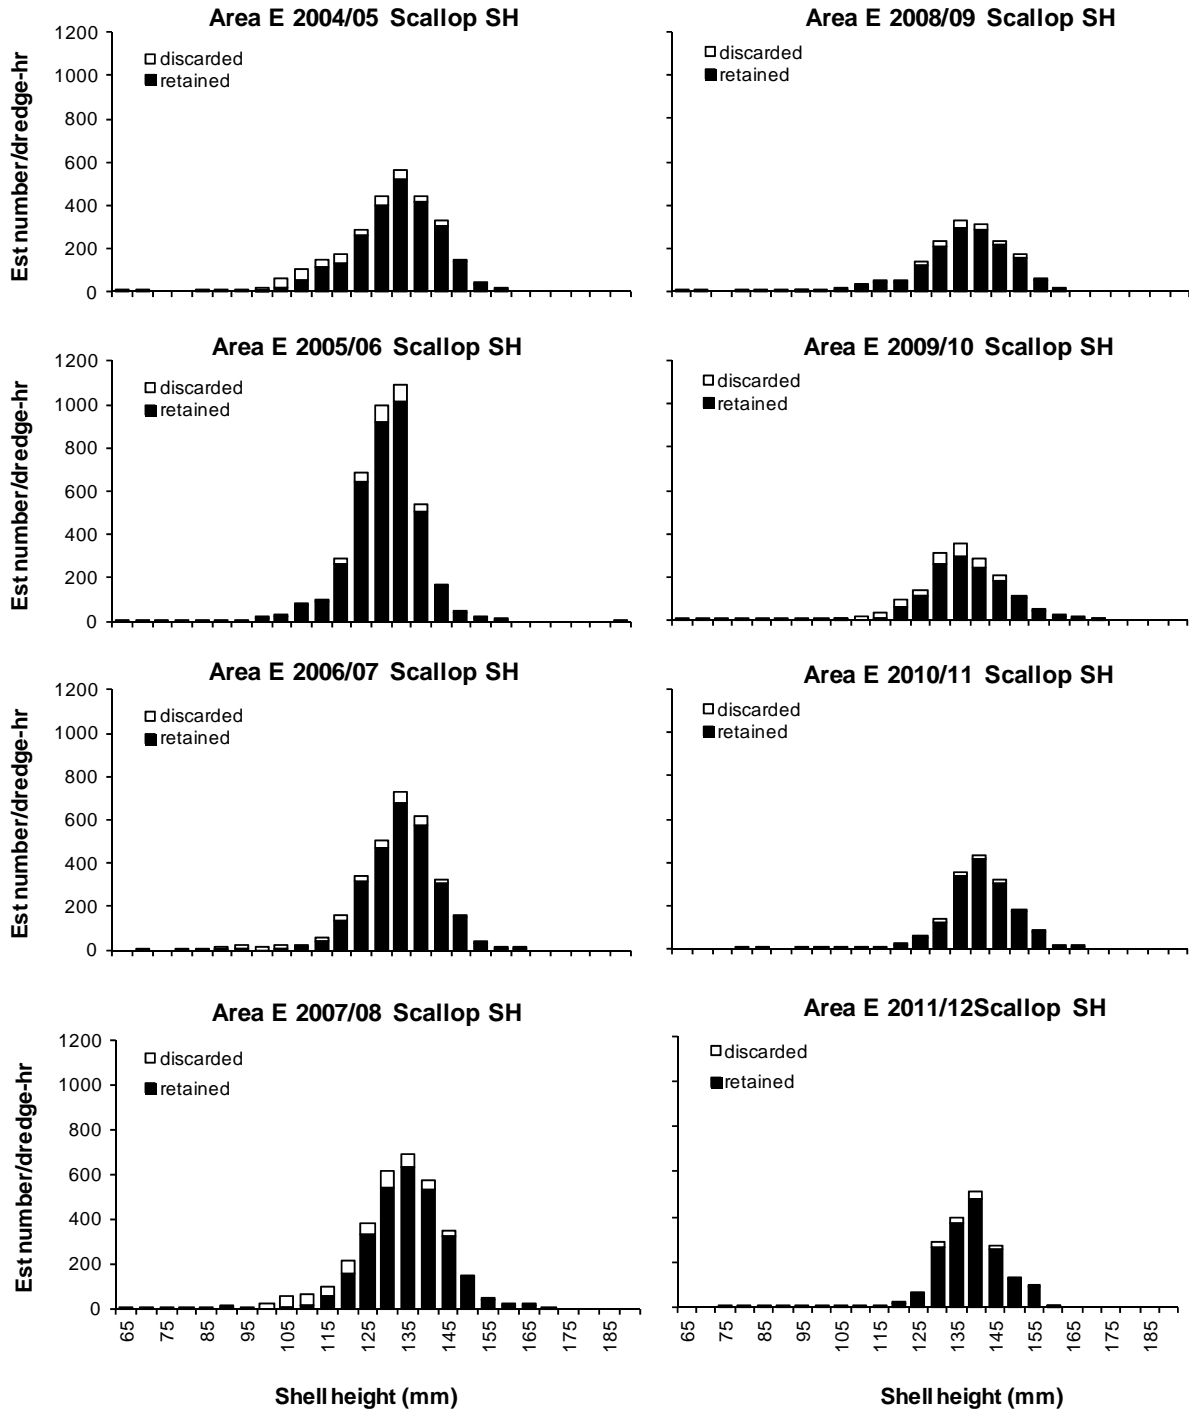 Area E 2004/05 Scallop SH
Est number/dredge-hr
1200
1000
800
600
400
200
0
discarded
retained
Area E 2008/09 Scallop SH
discarded
retained
Area E 2005/06 Scallop SH
Est number/dredge-hr
1200
1000
800
600
400
200
0
discarded
retained
Area E 2009/10 Scallop SH
discarded
retained
Area E 2006/07 Scallop SH
Est number/dredge-hr
1200
1000
800
600
400
200
0
discarded
retained
Area E 2010/11 Scallop SH
discarded
retained
Area E 2007/08 Scallop SH
Est number/dredge-hr
1200
1000
800
600
400
200
0
discarded
retained
65 75 85 95 105 115 125 135 145 155 165 175 185
Shell height (mm)
Area E 2011/12Scallop SH
discarded
retained
65 75 85 95 105 115 125 135 145 155 165 175 185
Shell height (mm)